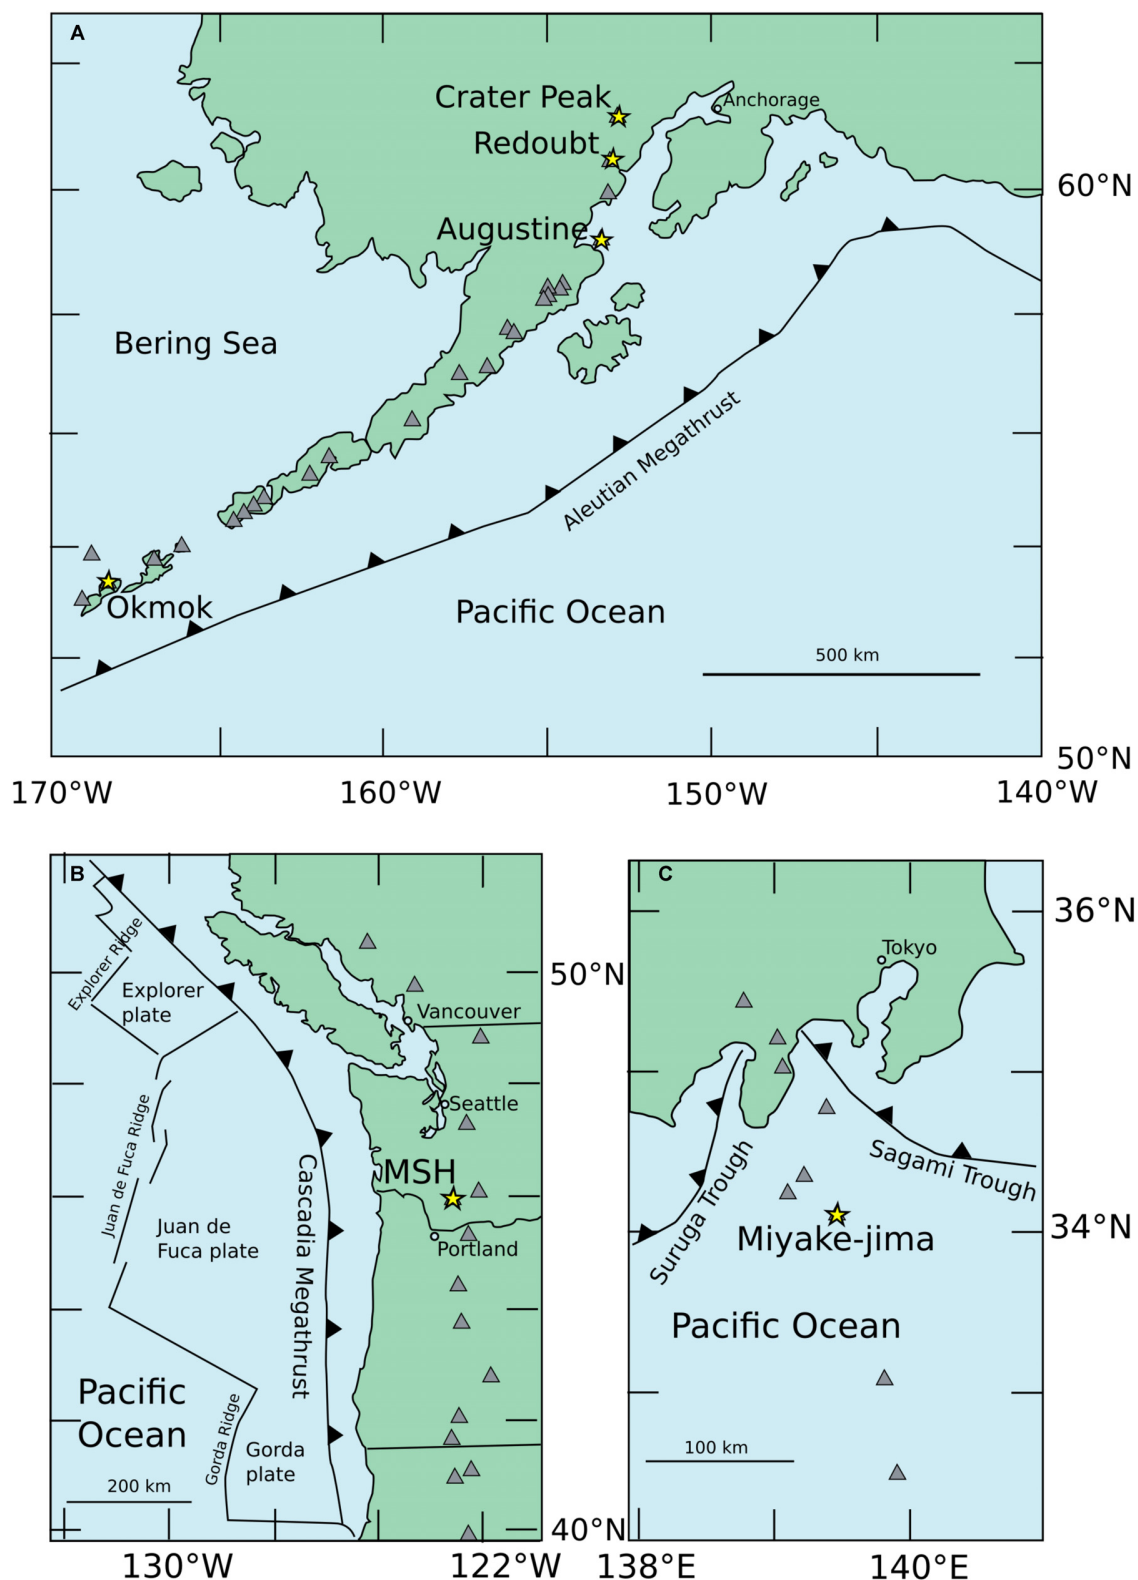 A
Crater Peak
Anchorage
Redoubt
60°N
Augustine
Bering Sea
Aleutian Megathrust
Okmok
Pacific Ocean
500 km
50°N
170°W
160°W
150°W
140°W
B
Explorer Ridge
Explorer
plate
50°N
Vancouver
Juan de Fuca Ridge
Seattle
MSH
Cascadia Megathrust
Juan de
Fuca plate
Portland
Pacific
Ocean
Gorda Ridge
Gorda
plate
200 km
40°N
130°W
122°W
C
36°N
Tokyo
Sagami Trough
Suruga Trough
34°N
Miyake-jima
Pacific Ocean
100 km
138°E
140°E